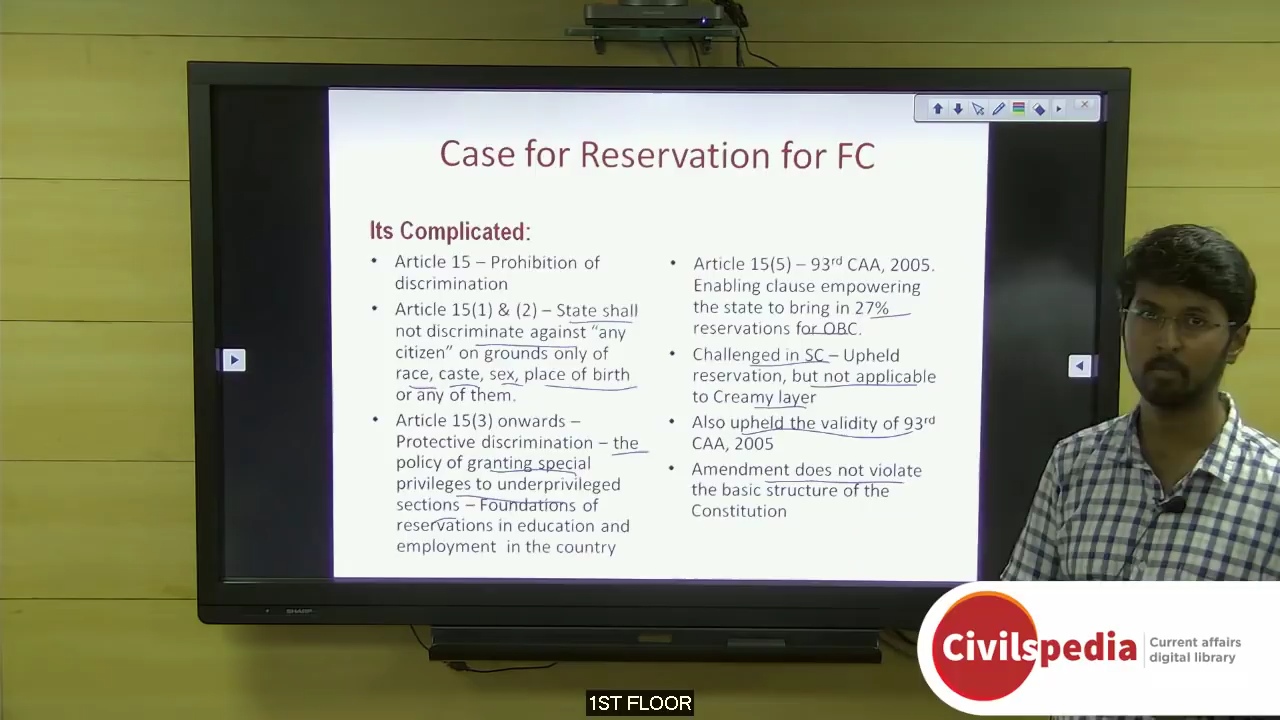 Case for Reservation for FC
Its Complicated:
• Article 15 – Prohibition of
discrimination
• Article 15(1) & (2) – State shall
not discriminate against “any
citizen” on grounds only of
race, caste, sex, place of birth
or any of them.
• Article 15(3) onwards –
Protective discrimination – the
policy of granting special
privileges to underprivileged
sections – Foundations of
reservations in education and
employment in the country
• Article 15(5) – 93rd CAA, 2005.
Enabling clause empowering
the state to bring in 27%
reservations for OBC.
• Challenged in SC – Upheld
reservation, but not applicable
to Creamy layer
• Also upheld the validity of 93rd
CAA, 2005
• Amendment does not violate
the basic structure of the
Constitution
SHARP
Civilspedia
Current affairs
digital library
1ST FLOOR